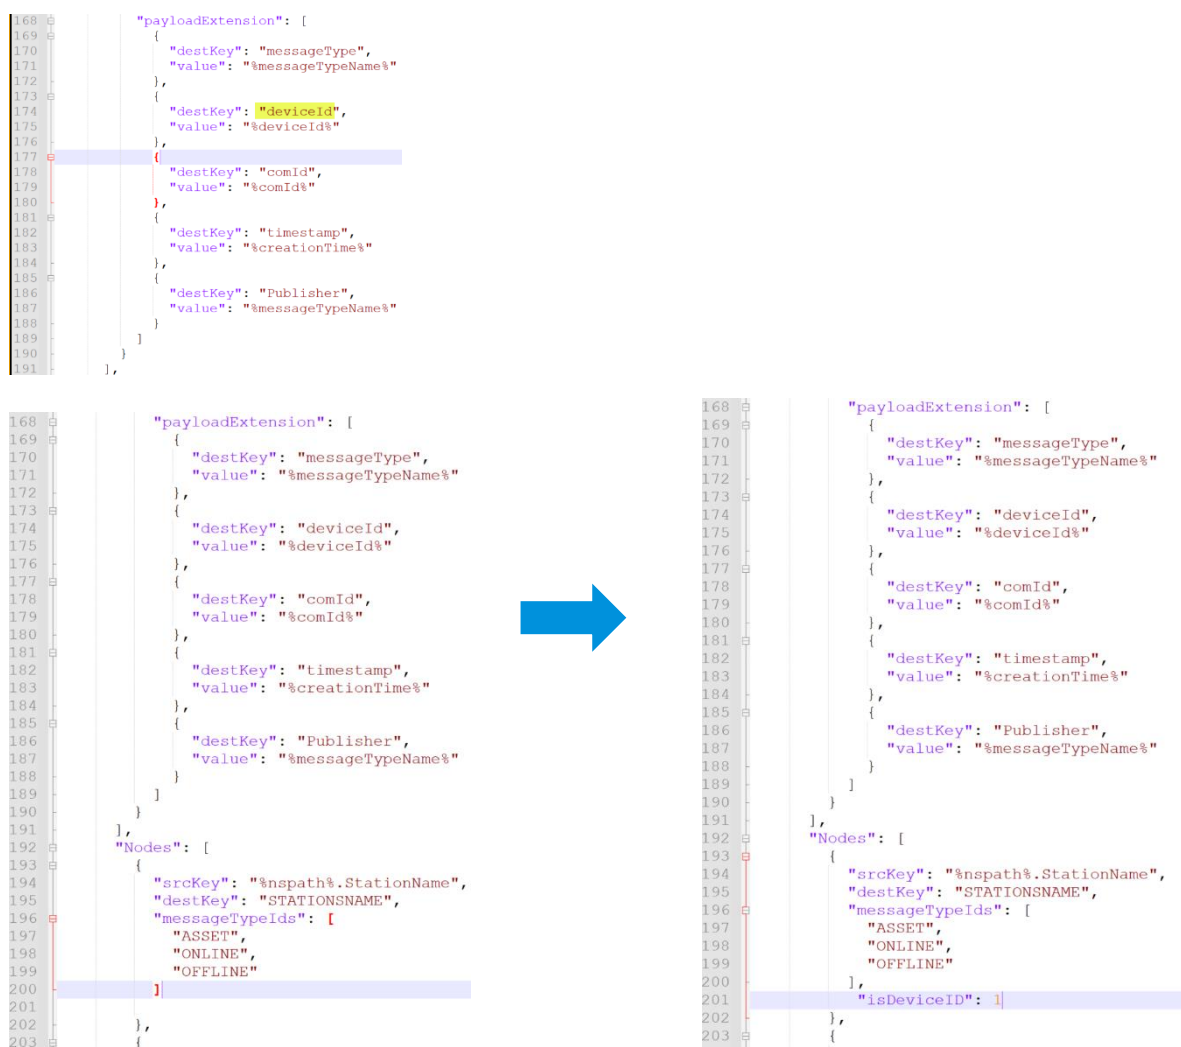 168 "payloadExtension": [
169 {
170 "destKey": "messageType",
171 "value": "%messageTypeName%"
172 },
173 {
174 "destKey": "deviceId",
175 "value": "%deviceId%"
176 },
177 {
178 "destKey": "comId",
179 "value": "%comId%"
180 },
181 {
182 "destKey": "timestamp",
183 "value": "%creationTime%"
184 },
185 {
186 "destKey": "Publisher",
187 "value": "%messageTypeName%"
188 }
189 ]
190 }
191 ],
168 "payloadExtension": [
169 {
170 "destKey": "messageType",
171 "value": "%messageTypeName%"
172 },
173 {
174 "destKey": "deviceId",
175 "value": "%deviceId%"
176 },
177 {
178 "destKey": "comId",
179 "value": "%comId%"
180 },
181 {
182 "destKey": "timestamp",
183 "value": "%creationTime%"
184 },
185 {
186 "destKey": "Publisher",
187 "value": "%messageTypeName%"
188 }
189 ]
190 }
191 ],
192 "Nodes": [
193 {
194 "srcKey": "%nspath%.StationName",
195 "destKey": "STATIONSNAME",
196 "messageTypeIds": [
197 "ASSET",
198 "ONLINE",
199 "OFFLINE"
200 ]
201
202 },
203 {
168 "payloadExtension": [
169 {
170 "destKey": "messageType",
171 "value": "%messageTypeName%"
172 },
173 {
174 "destKey": "deviceId",
175 "value": "%deviceId%"
176 },
177 {
178 "destKey": "comId",
179 "value": "%comId%"
180 },
181 {
182 "destKey": "timestamp",
183 "value": "%creationTime%"
184 },
185 {
186 "destKey": "Publisher",
187 "value": "%messageTypeName%"
188 }
189 ]
190 }
191 ],
192 "Nodes": [
193 {
194 "srcKey": "%nspath%.StationName",
195 "destKey": "STATIONSNAME",
196 "messageTypeIds": [
197 "ASSET",
198 "ONLINE",
199 "OFFLINE"
200 ],
201 "isDeviceID": 1
202 },
203 {